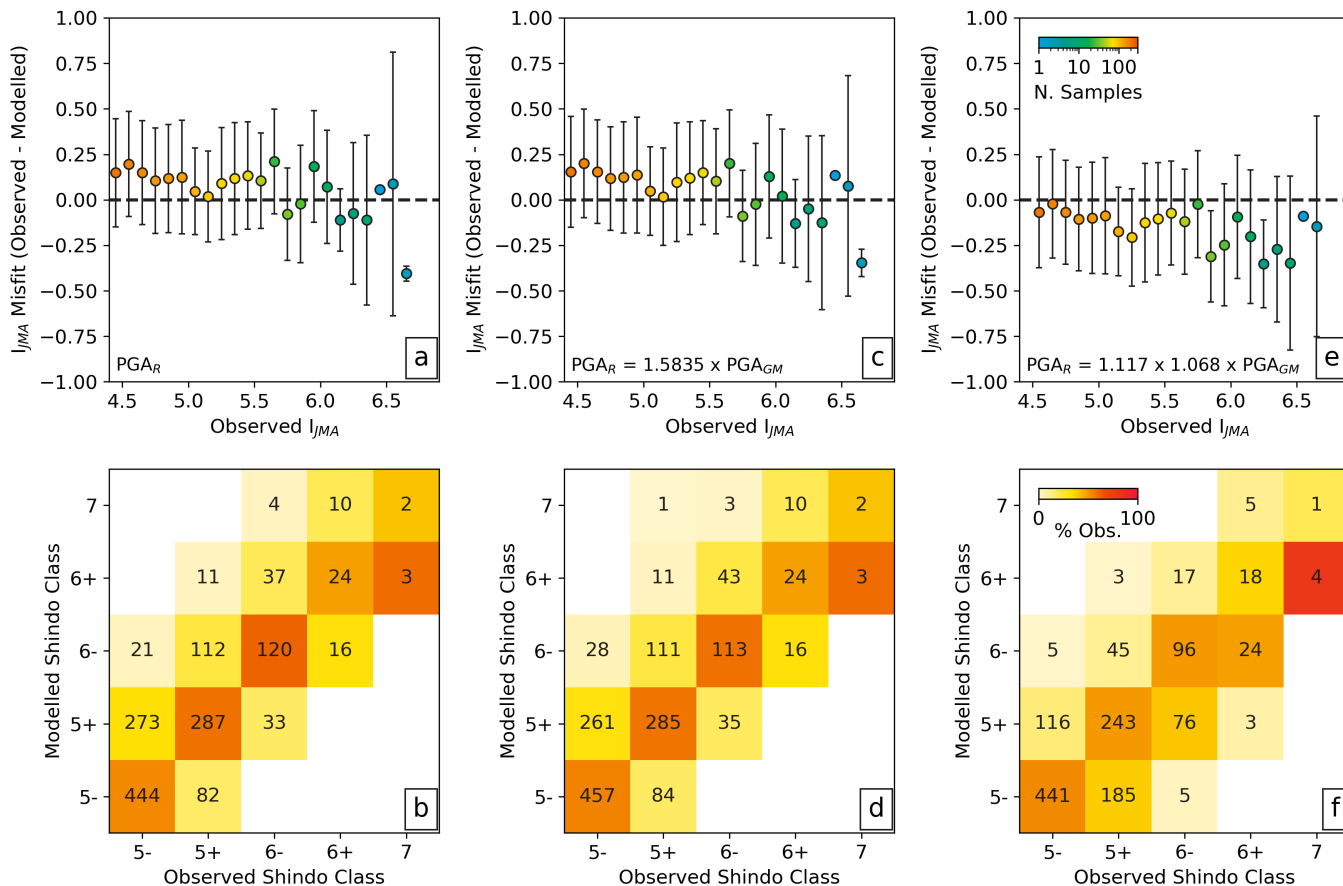 1.00
0.75
0.50
0.25
0.00
−0.25
−0.50
−0.75
−1.00
I_JMA Misfit (Observed - Modelled)
PGA_R
a
4.5 5.0 5.5 6.0 6.5
Observed I_JMA
1.00
0.75
0.50
0.25
0.00
−0.25
−0.50
−0.75
−1.00
I_JMA Misfit (Observed - Modelled)
PGA_R = 1.5835 x PGA_GM
c
4.5 5.0 5.5 6.0 6.5
Observed I_JMA
1.00
0.75
0.50
0.25
0.00
−0.25
−0.50
−0.75
−1.00
I_JMA Misfit (Observed - Modelled)
1 10 100
N. Samples
PGA_R = 1.117 x 1.068 x PGA_GM
e
4.5 5.0 5.5 6.0 6.5
Observed I_JMA
Modelled Shindo Class
7 4 10 2
6+ 11 37 24 3
6- 21 112 120 16
5+ 273 287 33
5- 444 82
b
5- 5+ 6- 6+ 7
Observed Shindo Class
Modelled Shindo Class
7 1 3 10 2
6+ 11 43 24 3
6- 28 111 113 16
5+ 261 285 35
5- 457 84
d
5- 5+ 6- 6+ 7
Observed Shindo Class
Modelled Shindo Class
0 100
% Obs.
7 5 1
6+ 3 17 18 4
6- 5 45 96 24
5+ 116 243 76 3
5- 441 185 5
f
5- 5+ 6- 6+ 7
Observed Shindo Class